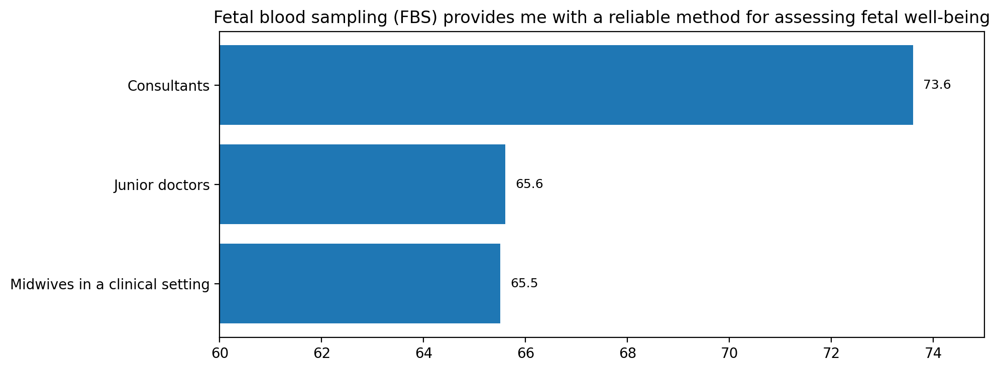 Fetal blood sampling (FBS) provides me with a reliable method for assessing fetal well-being
Consultants
73.6
Junior doctors
65.6
Midwives in a clinical setting
65.5
60 62 64 66 68 70 72 74